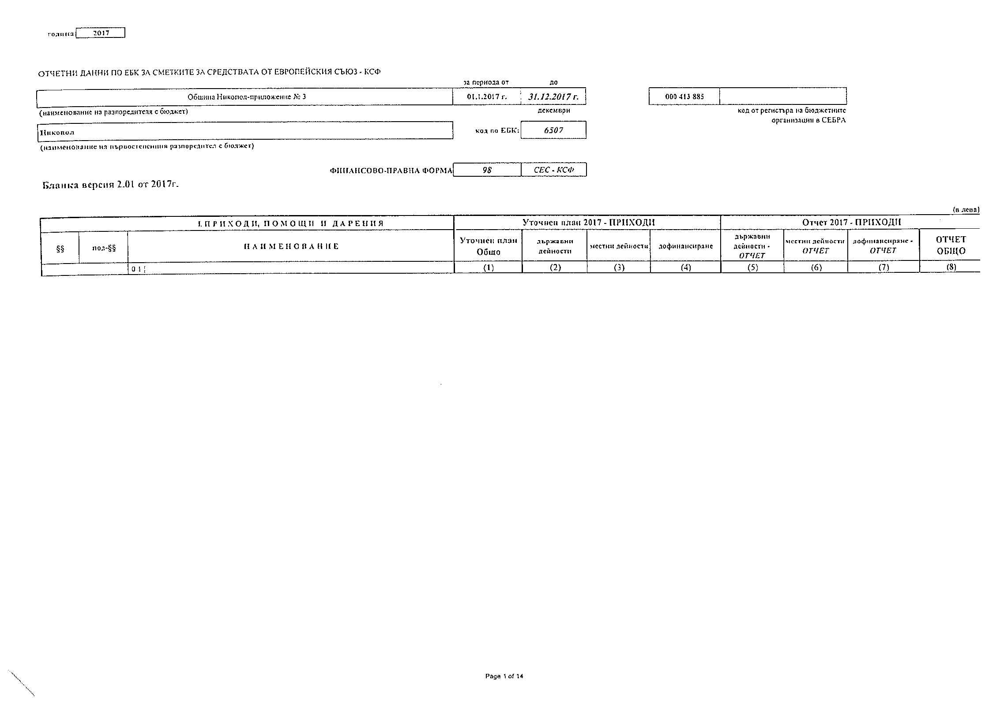 година 2017
ОТЧЕТНИ ДАННИ ПО ЕБК ЗА СМЕТКИТЕ ЗА СРЕДСТВАТА ОТ ЕВРОПЕЙСКИЯ СЪЮЗ - КСФ
за периода от до
Община Никопол-приложение № 3 01.1.2017 г. 31.12.2017 г. 000 413 885
(наименование на разпоредителя с бюджет) декември код от регистъра на бюджетните
организации в СЕБРА
Никопол код по ЕБК: 6507
(наименование на първостепенния разпоредител с бюджет)
ФИНАНСОВО-ПРАВНА ФОРМА 98 СЕС - КСФ
Бланка версия 2.01 от 2017г.
(в лева)
I. П Р И Х О Д И, П О М О Щ И И Д А Р Е Н И Я Уточнен план 2017 - ПРИХОДИ Отчет 2017 - ПРИХОДИ
§§ под-§§ Н А И М Е Н О В А Н И Е Уточнен план Общо държавни дейности местни дейности дофинансиране държавни дейности - ОТЧЕТ местни дейности ОТЧЕТ дофинансиране - ОТЧЕТ ОТЧЕТ ОБЩО
0 1 (1) (2) (3) (4) (5) (6) (7) (8)
Page 1 of 14